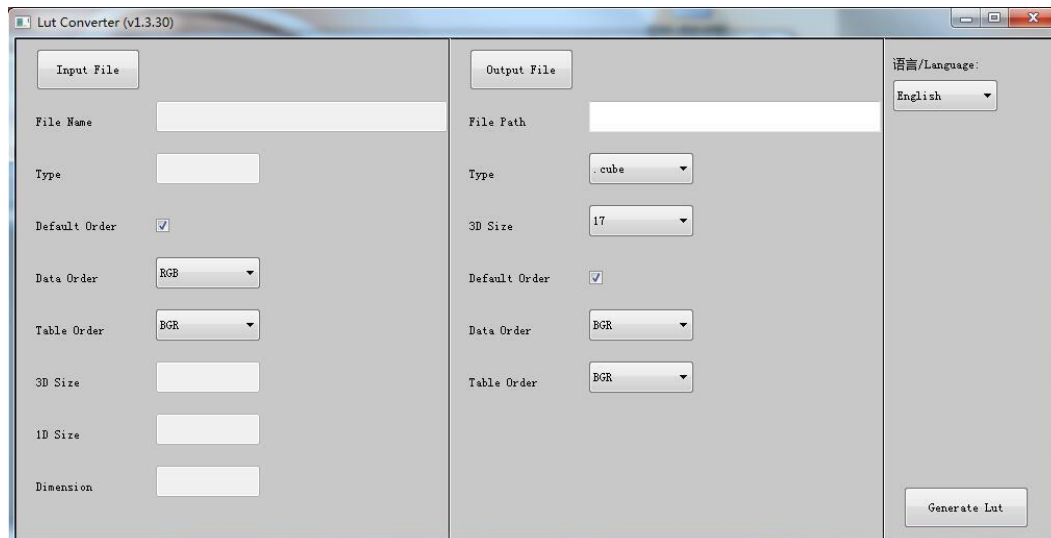 Lut Converter (v1.3.30)
Input File
File Name
Type
Default Order
Data Order
RGB
Table Order
BGR
3D Size
1D Size
Dimension
Output File
File Path
Type
.cube
3D Size
17
Default Order
Data Order
BGR
Table Order
BGR
语言/Language:
English
Generate Lut